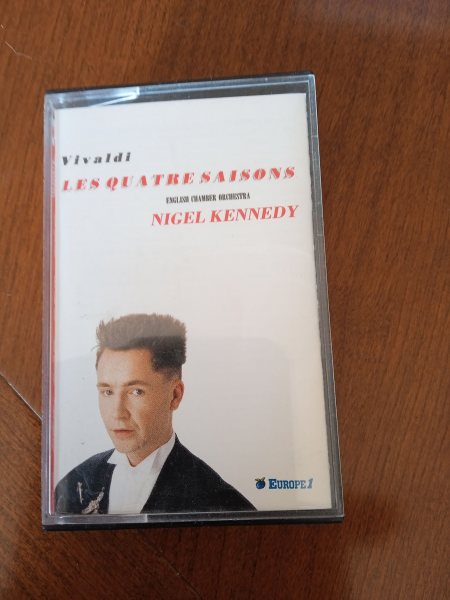 Vivaldi
LES QUATRE SAISONS
ENGLISH CHAMBER ORCHESTRA
NIGEL KENNEDY
EUROPE 1